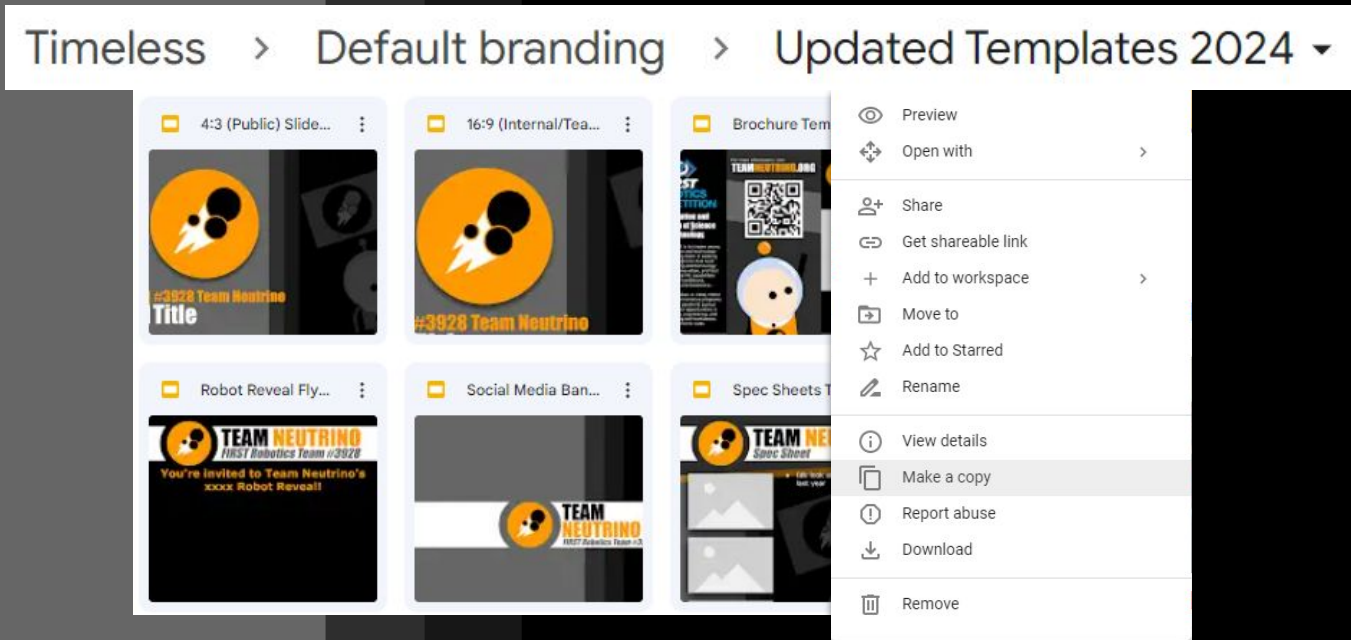 Timeless > Default branding > Updated Templates 2024
4:3 (Public) Slide...
16:9 (Internal/Tea...
Brochure Tem
#3928 Team Neutrino
Title
#3928 Team Neutrino
TEAMNEUTRINO.ORG
Robot Reveal Fly...
Social Media Ban...
Spec Sheets T
TEAM NEUTRINO
FIRST Robotics Team #3928
You're invited to Team Neutrino's
xxxx Robot Reveal!
TEAM
NEUTRINO
FIRST Robotics Team #3
TEAM NE
Spec Sheet
last year
Preview
Open with
Share
Get shareable link
Add to workspace
Move to
Add to Starred
Rename
View details
Make a copy
Report abuse
Download
Remove